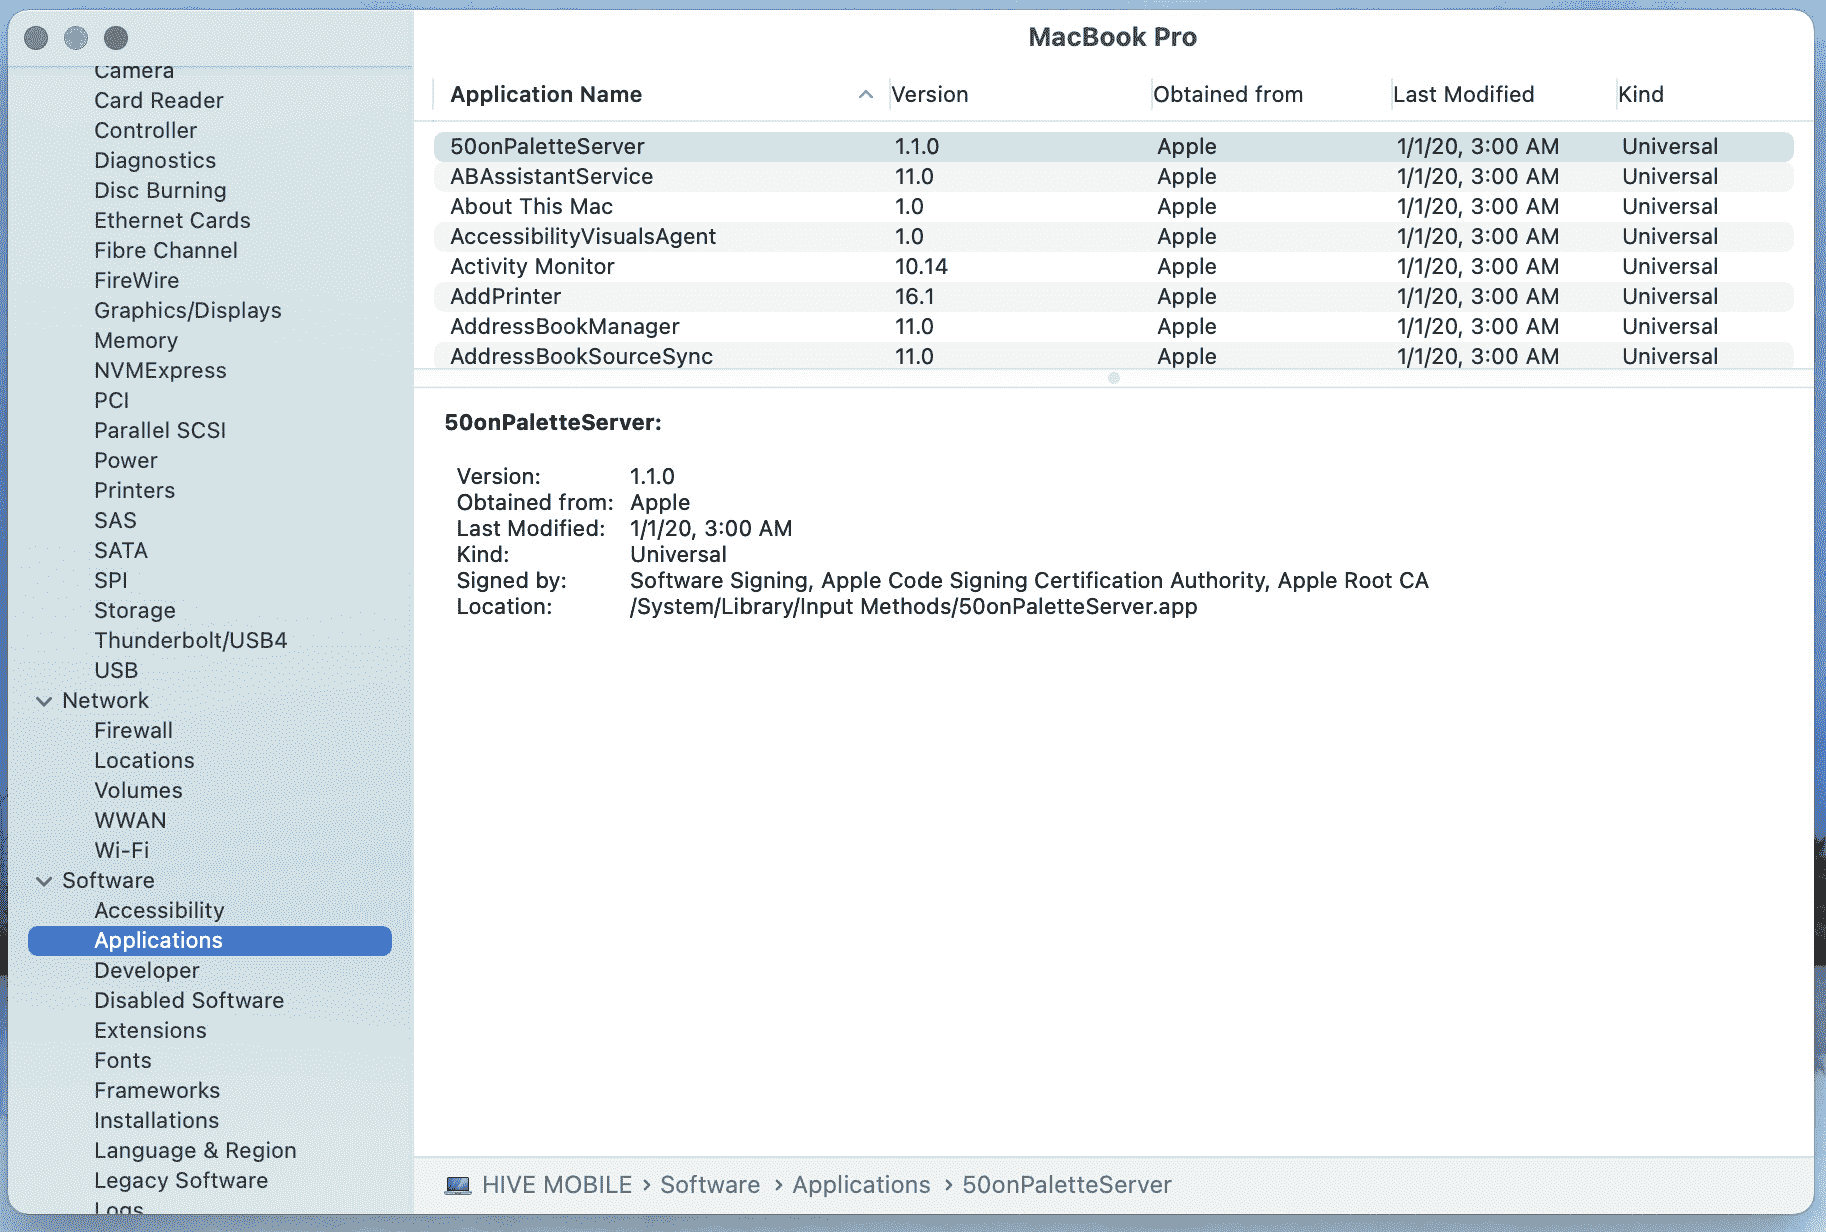 MacBook Pro
Camera
Card Reader
Controller
Diagnostics
Disc Burning
Ethernet Cards
Fibre Channel
FireWire
Graphics/Displays
Memory
NVMExpress
PCI
Parallel SCSI
Power
Printers
SAS
SATA
SPI
Storage
Thunderbolt/USB4
USB
Network
Firewall
Locations
Volumes
WWAN
Wi-Fi
Software
Accessibility
Applications
Developer
Disabled Software
Extensions
Fonts
Frameworks
Installations
Language & Region
Legacy Software
Logs
Application Name Version Obtained from Last Modified Kind
50onPaletteServer 1.1.0 Apple 1/1/20, 3:00 AM Universal
ABAssistantService 11.0 Apple 1/1/20, 3:00 AM Universal
About This Mac 1.0 Apple 1/1/20, 3:00 AM Universal
AccessibilityVisualsAgent 1.0 Apple 1/1/20, 3:00 AM Universal
Activity Monitor 10.14 Apple 1/1/20, 3:00 AM Universal
AddPrinter 16.1 Apple 1/1/20, 3:00 AM Universal
AddressBookManager 11.0 Apple 1/1/20, 3:00 AM Universal
AddressBookSourceSync 11.0 Apple 1/1/20, 3:00 AM Universal
50onPaletteServer:
Version: 1.1.0
Obtained from: Apple
Last Modified: 1/1/20, 3:00 AM
Kind: Universal
Signed by: Software Signing, Apple Code Signing Certification Authority, Apple Root CA
Location: /System/Library/Input Methods/50onPaletteServer.app
HIVE MOBILE › Software › Applications › 50onPaletteServer